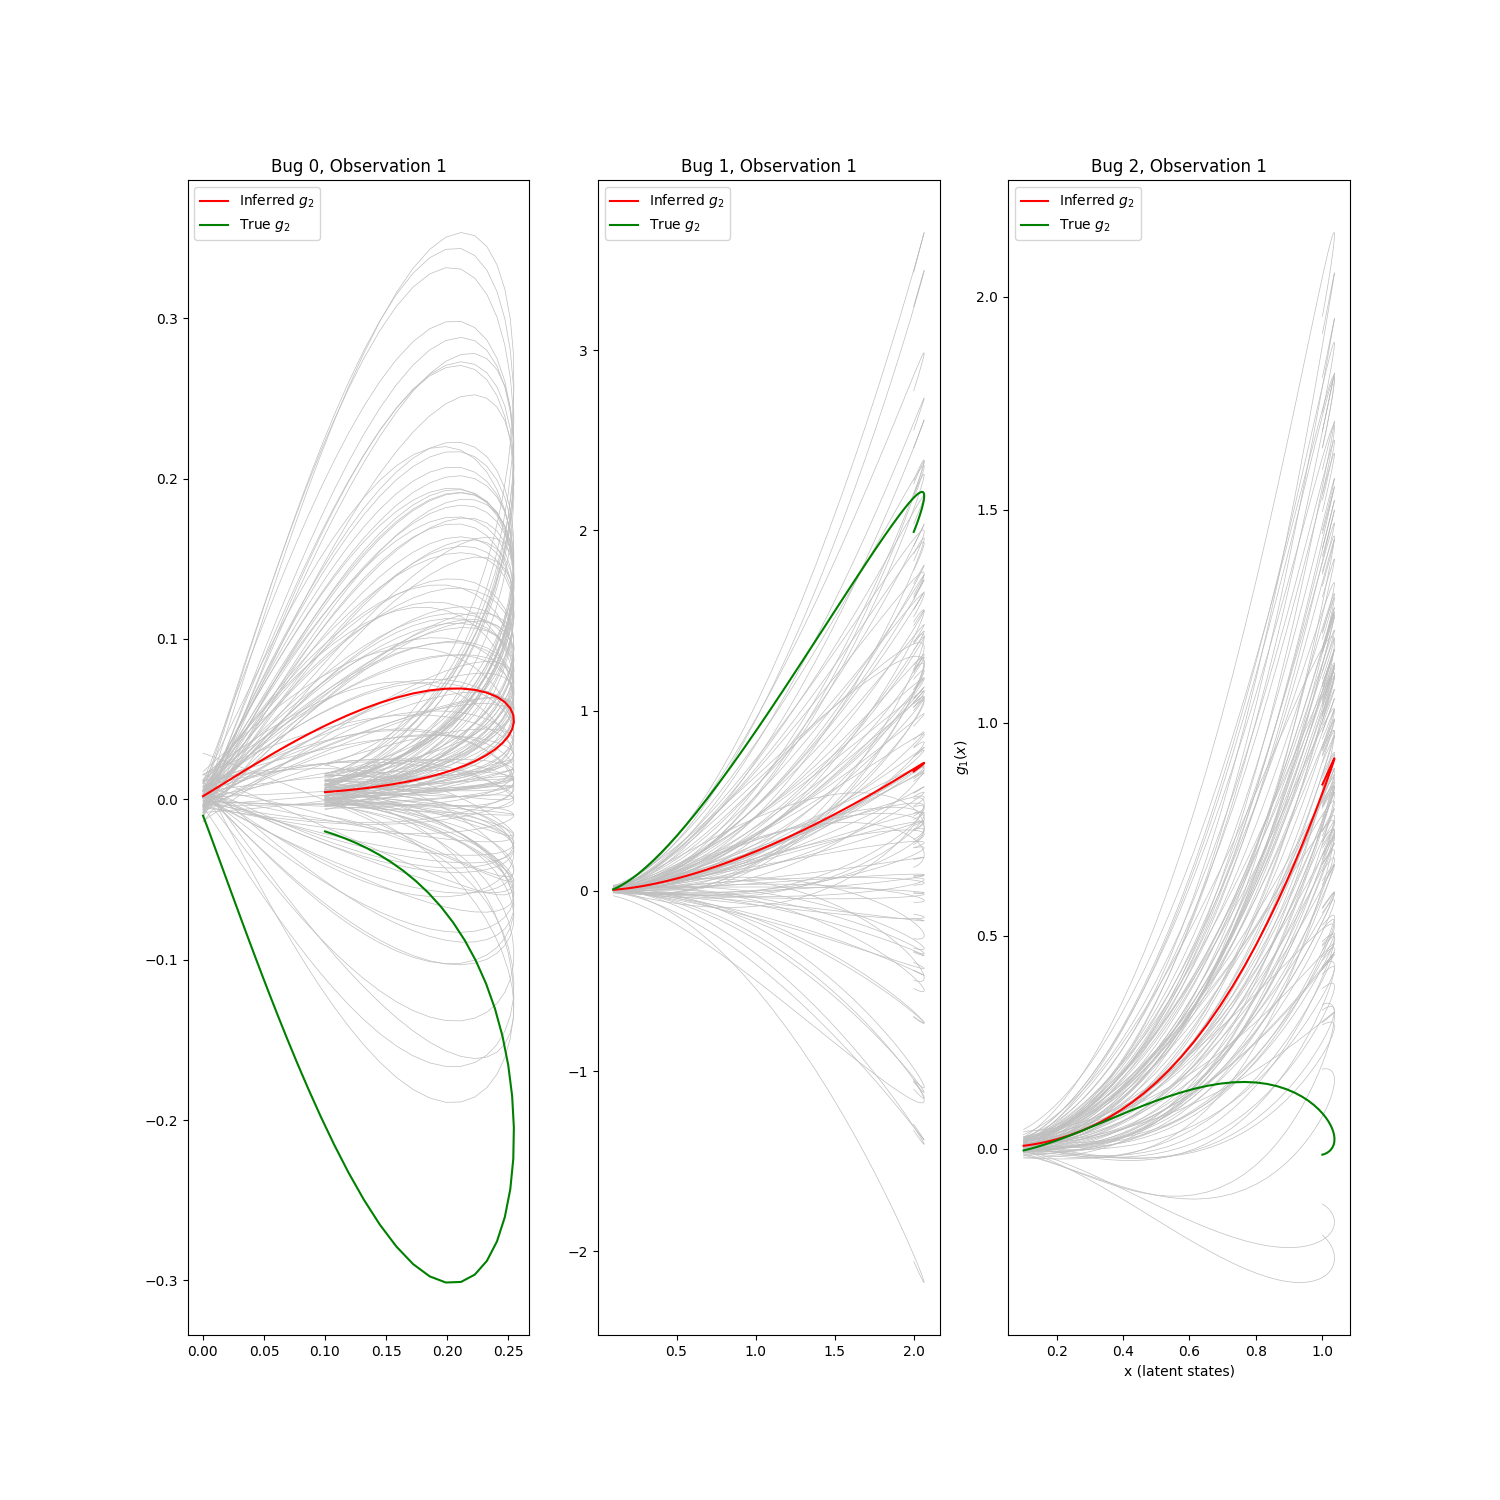 Bug 0, Observation 1
Inferred g₂
True g₂
0.3
0.2
0.1
0.0
−0.1
−0.2
−0.3
0.00 0.05 0.10 0.15 0.20 0.25
Bug 1, Observation 1
Inferred g₂
True g₂
3
2
1
0
−1
−2
0.5 1.0 1.5 2.0
Bug 2, Observation 1
Inferred g₂
True g₂
g₁(x)
2.0
1.5
1.0
0.5
0.0
0.2 0.4 0.6 0.8 1.0
x (latent states)